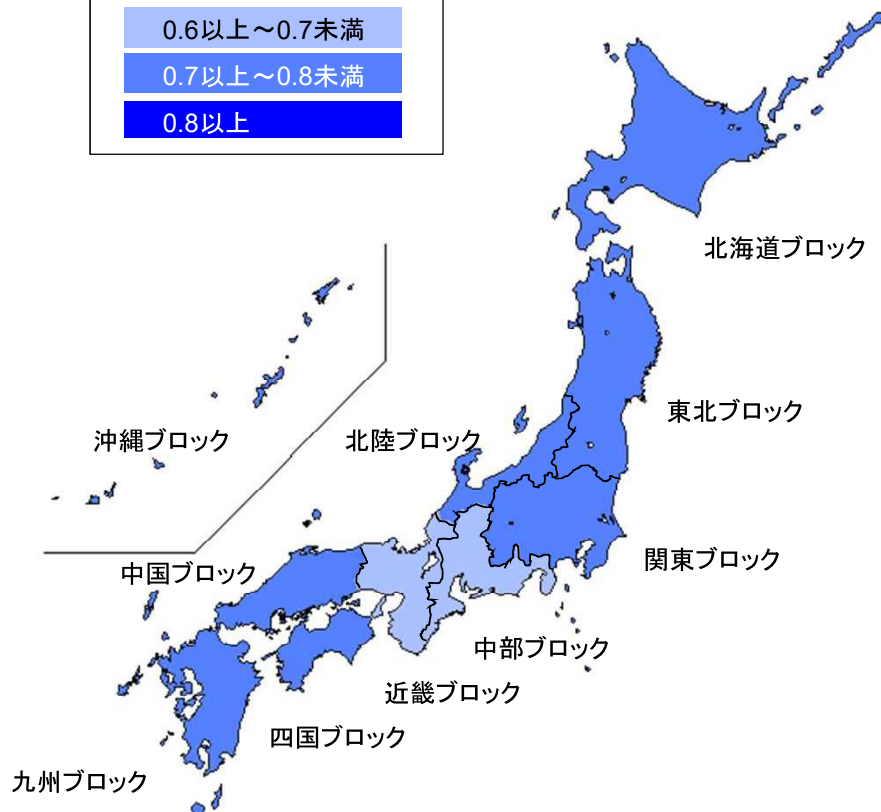 0.6以上～0.7未満
0.7以上～0.8未満
0.8以上
北海道ブロック
東北ブロック
沖縄ブロック
北陸ブロック
関東ブロック
中国ブロック
中部ブロック
近畿ブロック
四国ブロック
九州ブロック